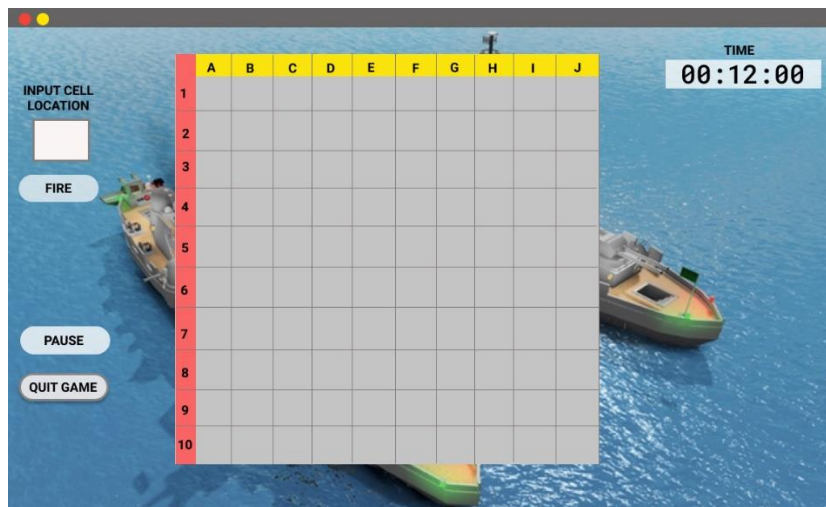 TIME
00:12:00
INPUT CELL
LOCATION
FIRE
PAUSE
QUIT GAME
A B C D E F G H I J
1
2
3
4
5
6
7
8
9
10